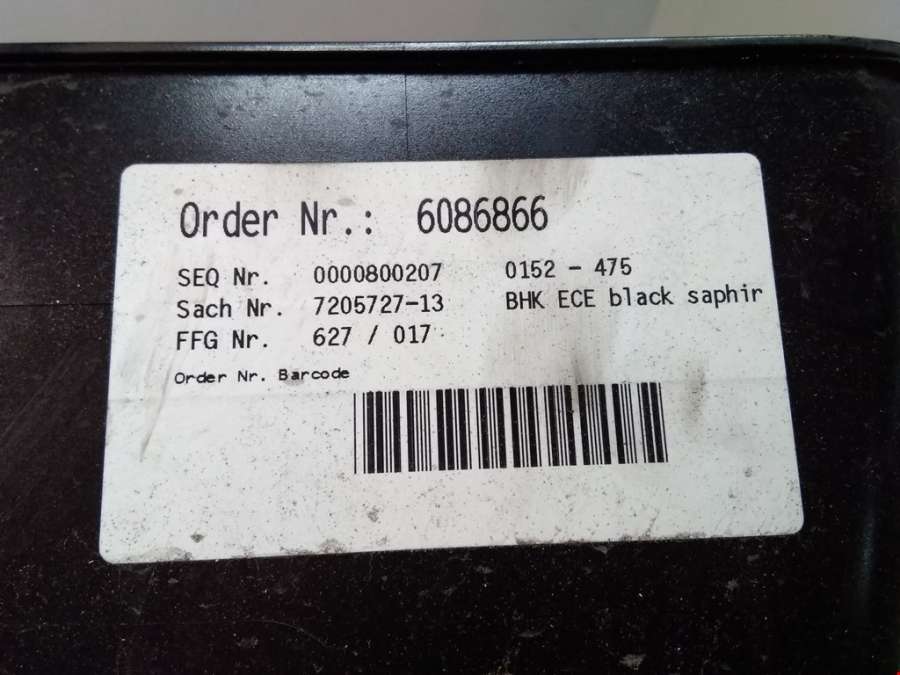 Order Nr.: 6086866
SEQ Nr. 0000800207 0152 - 475
Sach Nr. 7205727-13 BHK ECE black saphir
FFG Nr. 627 / 017
Order Nr. Barcode